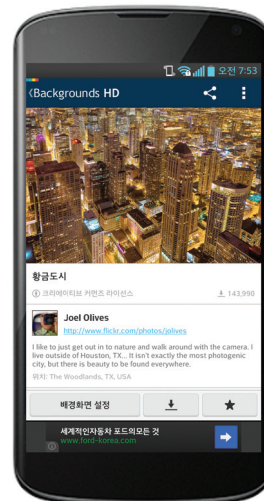 오전 7:53
Backgrounds HD
황금도시
크리에이티브 커먼즈 라이선스
143,990
Joel Olives
http://www.flickr.com/photos/jolives
I like to just get out in to nature and walk around with the camera. I
live outside of Houston, TX... It isn't exactly the most photogenic
city, but there is beauty to be found everywhere.
위치: The Woodlands, TX, USA
배경화면 설정
세계적인자동차 포드의모든 것
www.ford-korea.com